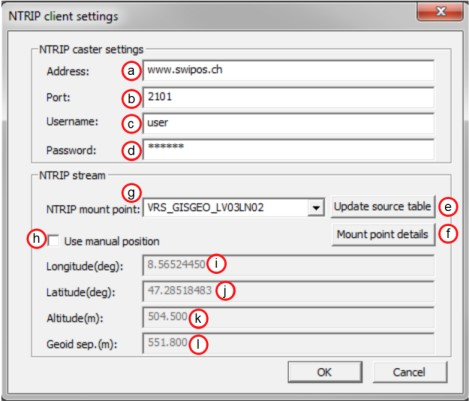 NTRIP client settings
NTRIP caster settings
Address: a www.swipos.ch
Port: b 2101
Username: c user
Password: d ******
NTRIP stream
g
NTRIP mount point: VRS_GISGEO_LV03LN02 Update source table e
h Use manual position Mount point details f
Longitude(deg): 8.56524450 i
Latitude(deg): 47.28518483 j
Altitude(m): 504.500 k
Geoid sep.(m): 551.800 l
OK Cancel